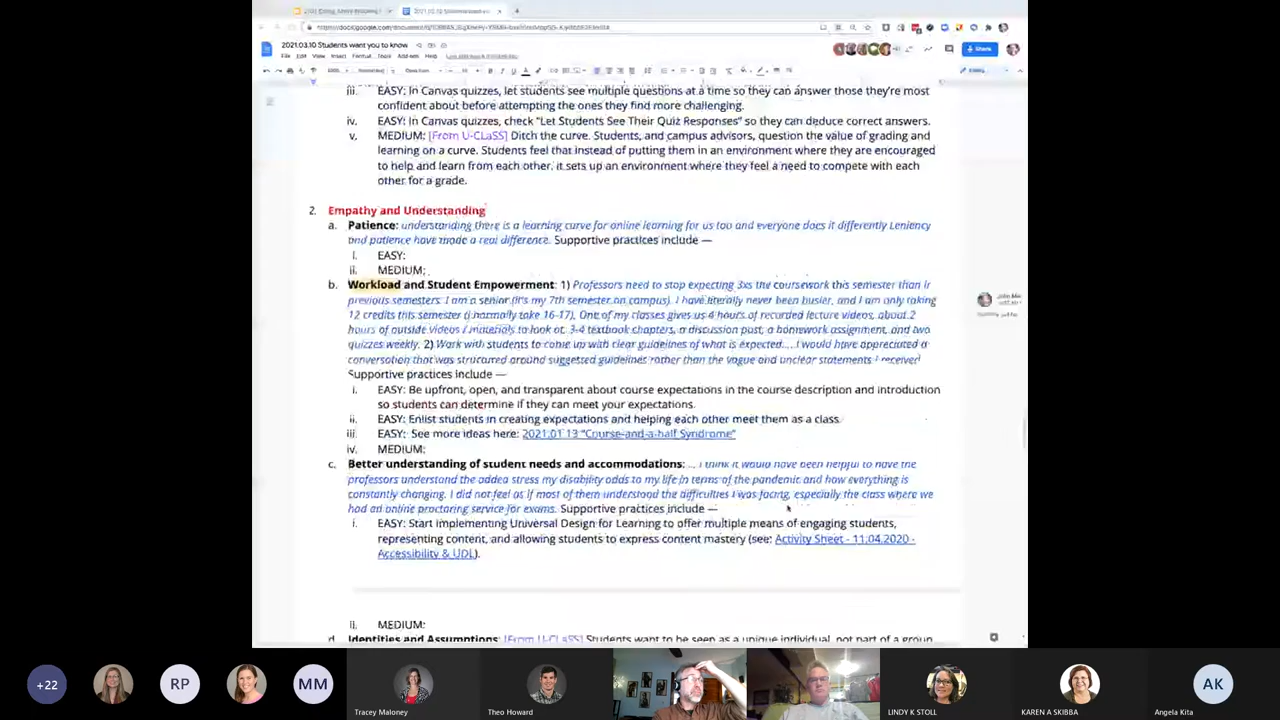 2021.03.10 Students want you to know
Share
iii. EASY: In Canvas quizzes, let students see multiple questions at a time so they can answer those they're most
confident about before attempting the ones they find more challenging.
iv. EASY: In Canvas quizzes, check "Let Students See Their Quiz Responses" so they can deduce correct answers.
v. MEDIUM: [From U-CLaSS] Ditch the curve. Students, and campus advisors, question the value of grading and
learning on a curve. Students feel that instead of putting them in an environment where they are encouraged
to help and learn from each other, it sets up an environment where they feel a need to compete with each
other for a grade.
2. Empathy and Understanding
a. Patience: understanding there is a learning curve for online learning for us too and everyone does it differently Leniency
and patience have made a real difference. Supportive practices include —
i. EASY:
ii. MEDIUM:
b. Workload and Student Empowerment: 1) Professors need to stop expecting 3xs the coursework this semester than in
previous semesters. I am a senior (it's my 7th semester on campus). I have literally never been busier, and I am only taking
12 credits this semester (I normally take 16-17). One of my classes gives us 4 hours of recorded lecture videos, about 2
hours of outside videos / materials to look at, 3-4 textbook chapters, a discussion post, a homework assignment, and two
quizzes weekly. 2) Work with students to come up with clear guidelines of what is expected.... I would have appreciated a
conversation that was structured around suggested guidelines rather than the vague and unclear statements I received
Supportive practices include —
i. EASY: Be upfront, open, and transparent about course expectations in the course description and introduction
so students can determine if they can meet your expectations.
ii. EASY: Enlist students in creating expectations and helping each other meet them as a class.
iii. EASY: See more ideas here: 2021.01.13 "Course-and-a-half Syndrome"
iv. MEDIUM:
c. Better understanding of student needs and accommodations: ... I think it would have been helpful to have the
professors understand the added stress my disability adds to my life in terms of the pandemic and how everything is
constantly changing. I did not feel as if most of them understood the difficulties I was facing, especially the class where we
had an online proctoring service for exams. Supportive practices include —
i. EASY: Start implementing Universal Design for Learning to offer multiple means of engaging students,
representing content, and allowing students to express content mastery (see: Activity Sheet - 11.04.2020 -
Accessibility & UDL).
ii. MEDIUM:
d. Identities and Assumptions: [From U-CLaSS] Students want to be seen as a unique individual, not part of a group
+22
RP
MM
Tracey Maloney
Theo Howard
LINDY K STOLL
KAREN A SKIBBA
AK
Angela Kita